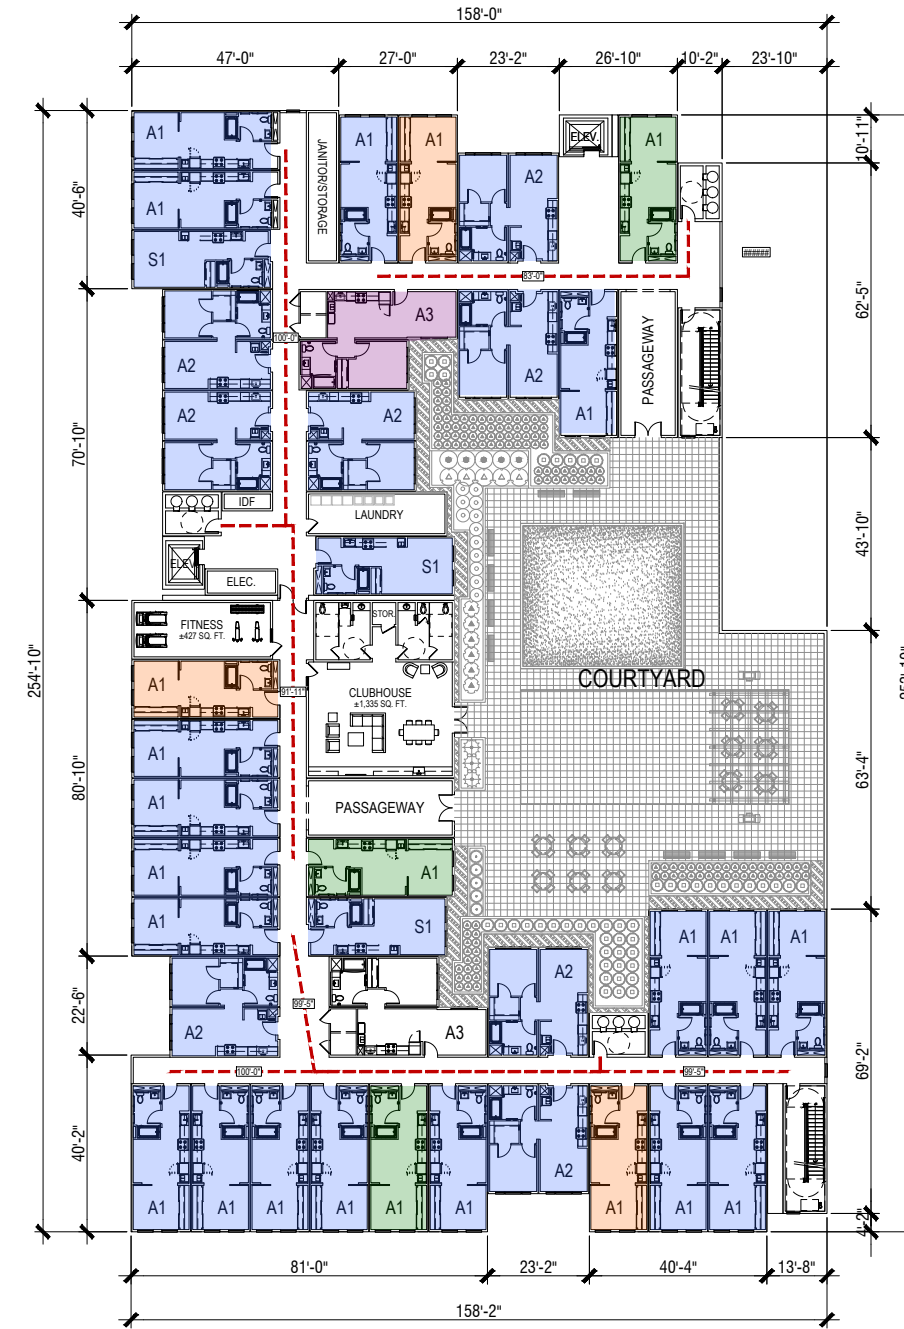 158'-0"
47'-0"
27'-0"
23'-2"
26'-10"
10'-2"
23'-10"
A1
A1
A1
ELEV.
A1
10'-11"
JANITOR/STORAGE
A2
40'-6"
A1
S1
83'-0"
A3
62'-5"
100'-0"
A2
A2
PASSAGEWAY
A2
A2
A1
70'-10"
IDF
LAUNDRY
43'-10"
ELEV.
S1
ELEC.
FITNESS
±427 SQ. FT.
STOR.
254'-10"
A1
COURTYARD
91'-11"
CLUBHOUSE
±1,335 SQ. FT.
A1
63'-4"
80'-10"
A1
PASSAGEWAY
A1
A1
A1
S1
A1
A1
A1
A2
22'-6"
99'-5"
A2
A3
69'-2"
100'-0"
99'-5"
40'-2"
A2
A1
A1
A1
A1
A1
A1
A1
A1
A1
4'-2"
81'-0"
23'-2"
40'-4"
13'-8"
158'-2"